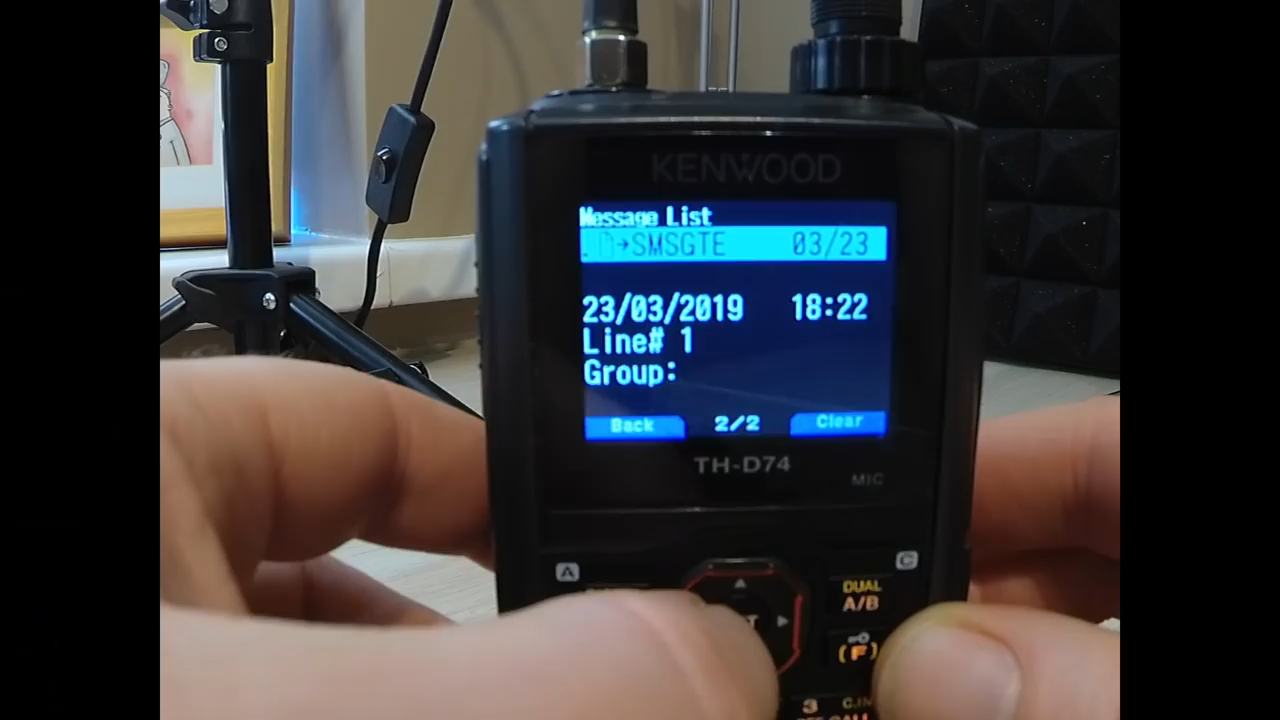 KENWOOD
Message List
→SMSGTE 03/23
23/03/2019 18:22
Line# 1
Group:
Back 2/2 Clear
TH-D74
MIC
A
C
DUAL
A/B
(F)
3